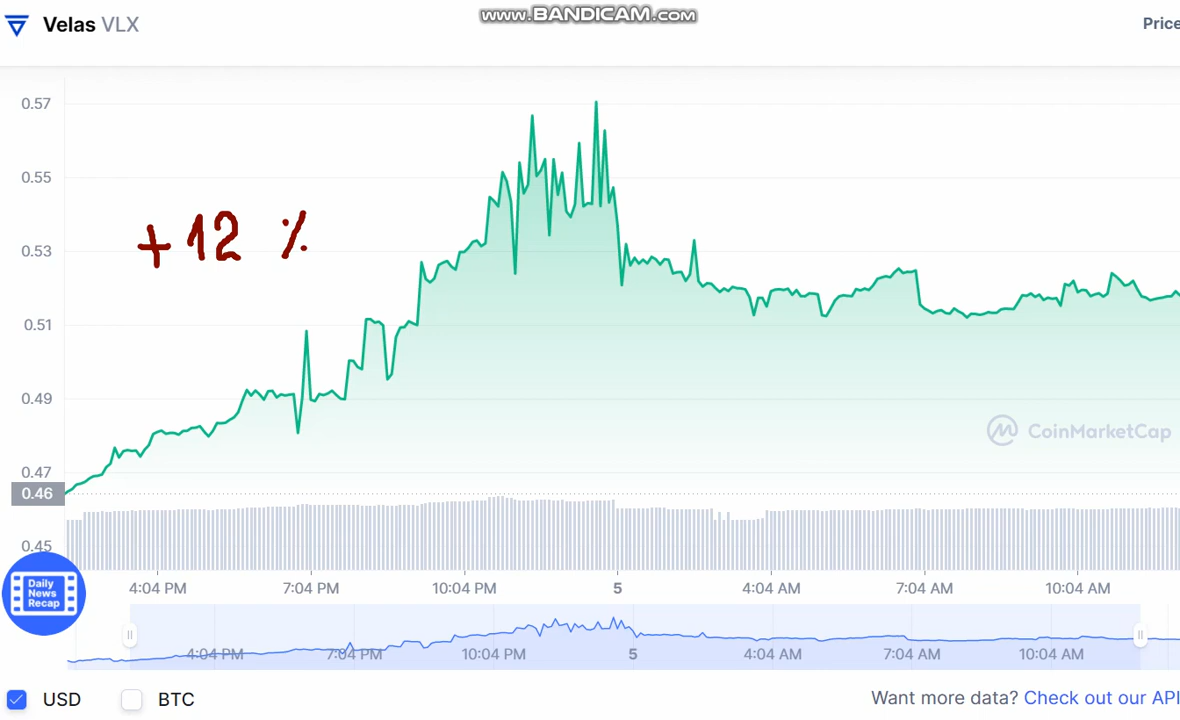 www.BANDICAM.com
Velas VLX
Price
0.57
0.55
0.53
0.51
0.49
0.47
0.46
0.45
+12 %
CoinMarketCap
Daily
News
Recap
4:04 PM 7:04 PM 10:04 PM 5 4:04 AM 7:04 AM 10:04 AM
4:04 PM 7:04 PM 10:04 PM 5 4:04 AM 7:04 AM 10:04 AM
USD BTC
Want more data? Check out our API